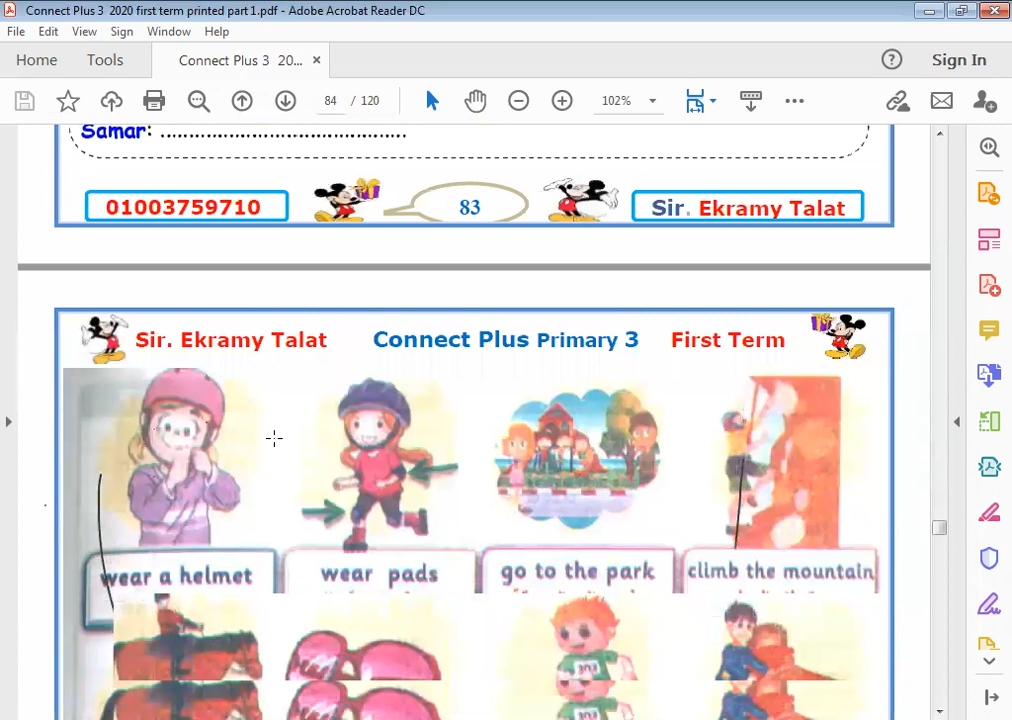 Connect Plus 3  2020 first term printed part 1.pdf - Adobe Acrobat Reader DC
File Edit View Sign Window Help
Home Tools Connect Plus 3 20... × Sign In
84 / 120 102%
Samar: ..........................................
01003759710 83 Sir. Ekramy Talat
Sir. Ekramy Talat Connect Plus Primary 3 First Term
wear a helmet wear pads go to the park climb the mountain